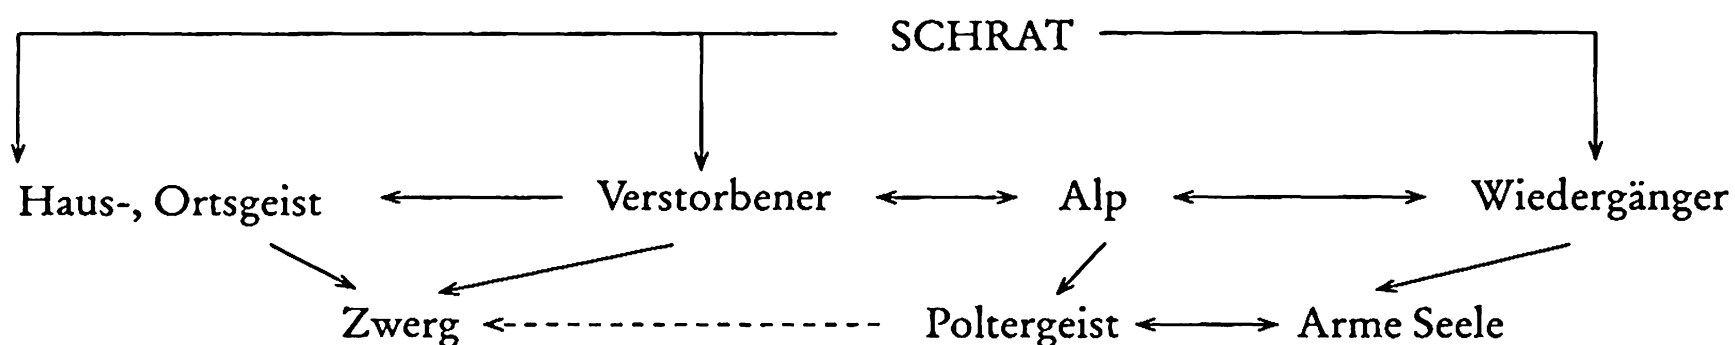 SCHRAT
Haus-, Ortsgeist Verstorbener Alp Wiedergänger
Zwerg Poltergeist Arme Seele